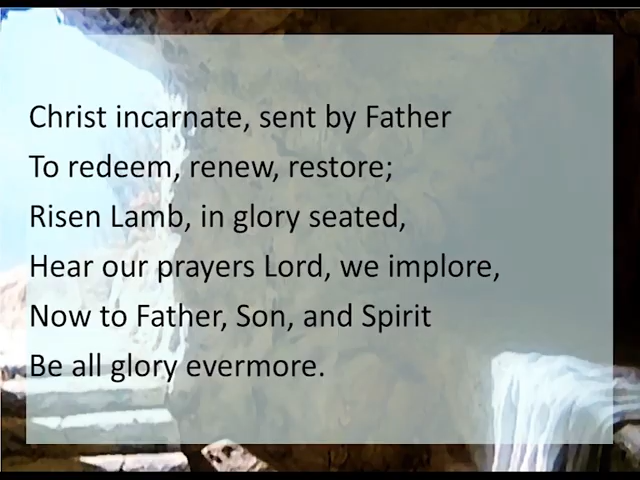 Christ incarnate, sent by Father
To redeem, renew, restore;
Risen Lamb, in glory seated,
Hear our prayers Lord, we implore,
Now to Father, Son, and Spirit
Be all glory evermore.